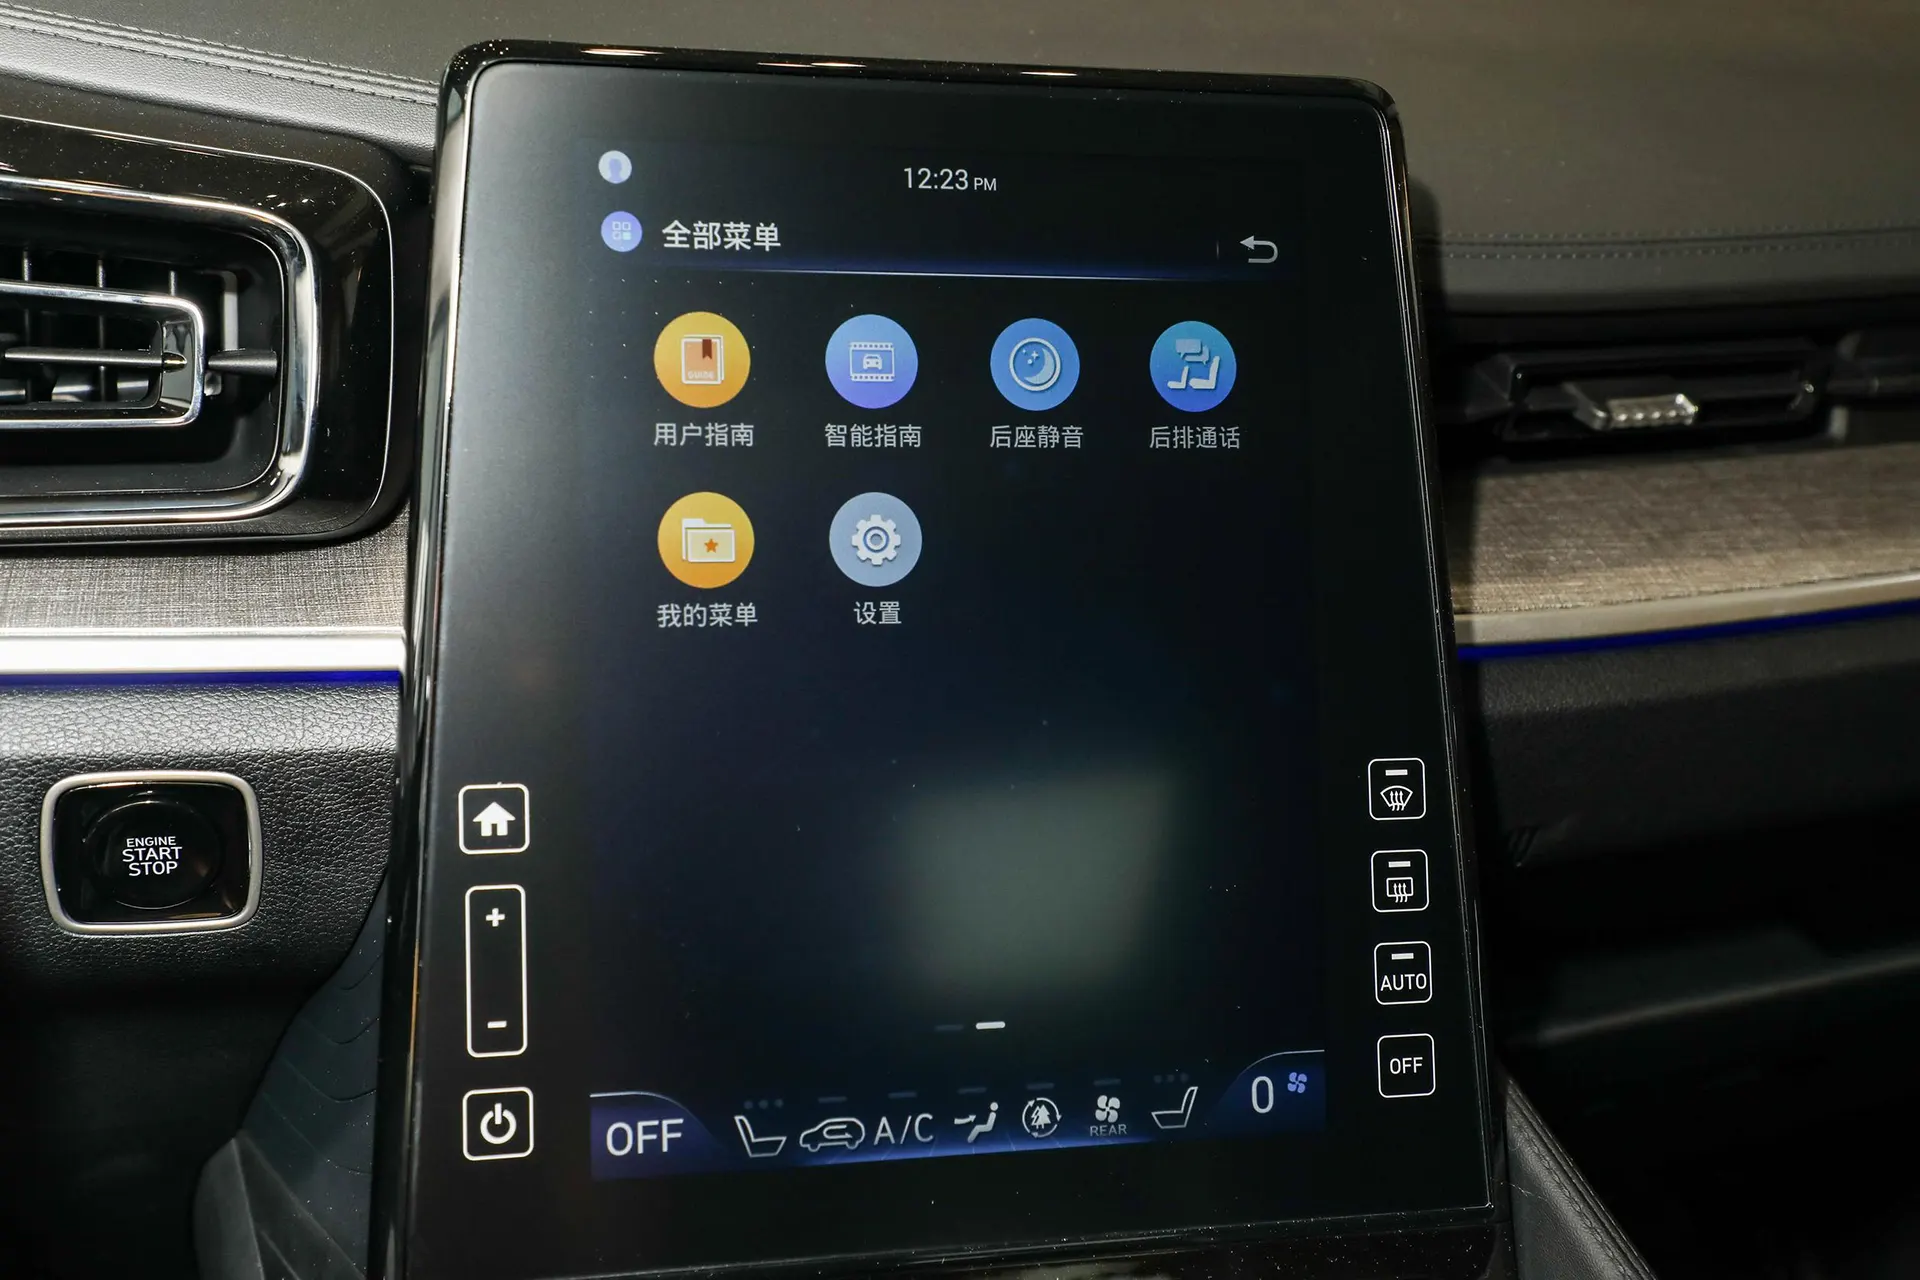 12:23 PM
全部菜单
GUIDE
用户指南
智能指南
后座静音
后排通话
我的菜单
设置
ENGINE
START
STOP
+
-
AUTO
OFF
OFF
A/C
REAR
0